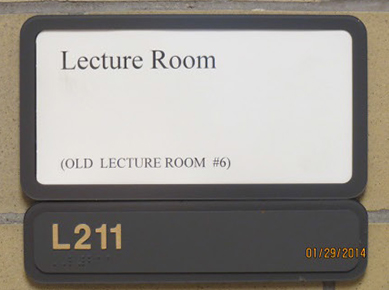 Lecture Room
(OLD LECTURE ROOM #6)
L211
01/29/2014